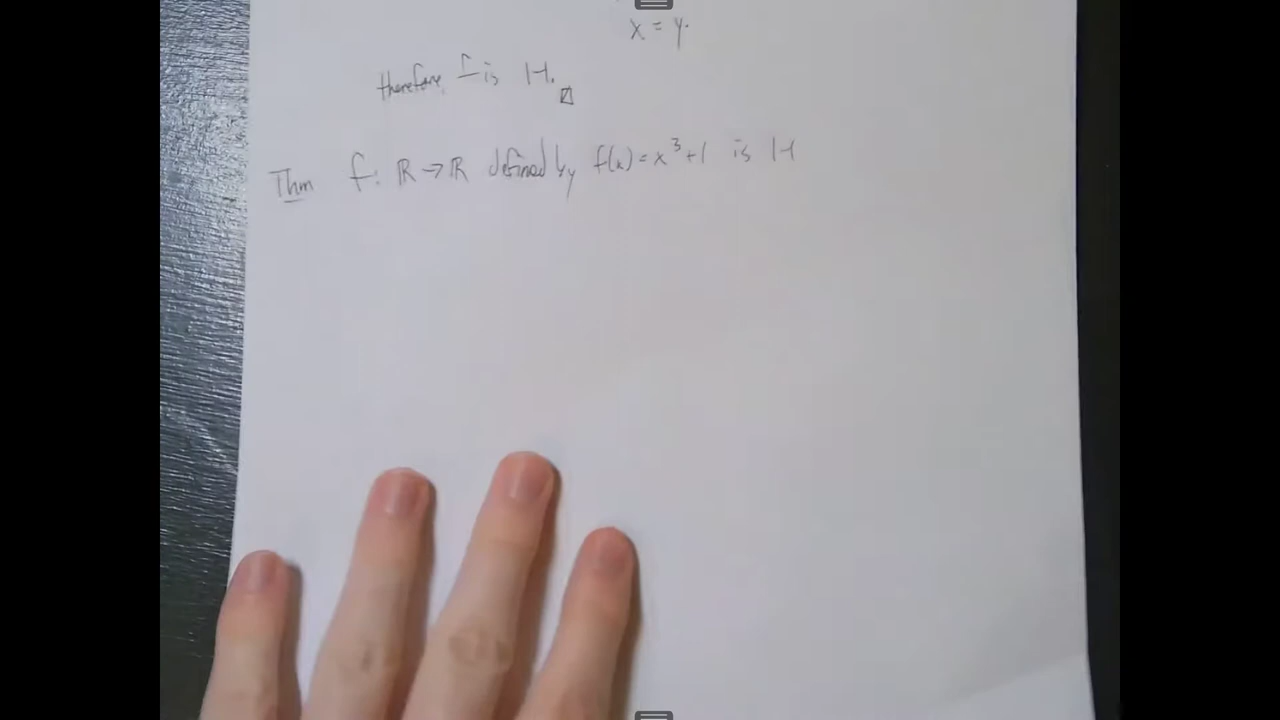 x = y.
therefore, f is 1-1.
Thm f: ℝ → ℝ defined by f(x) = x³+1 is 1-1